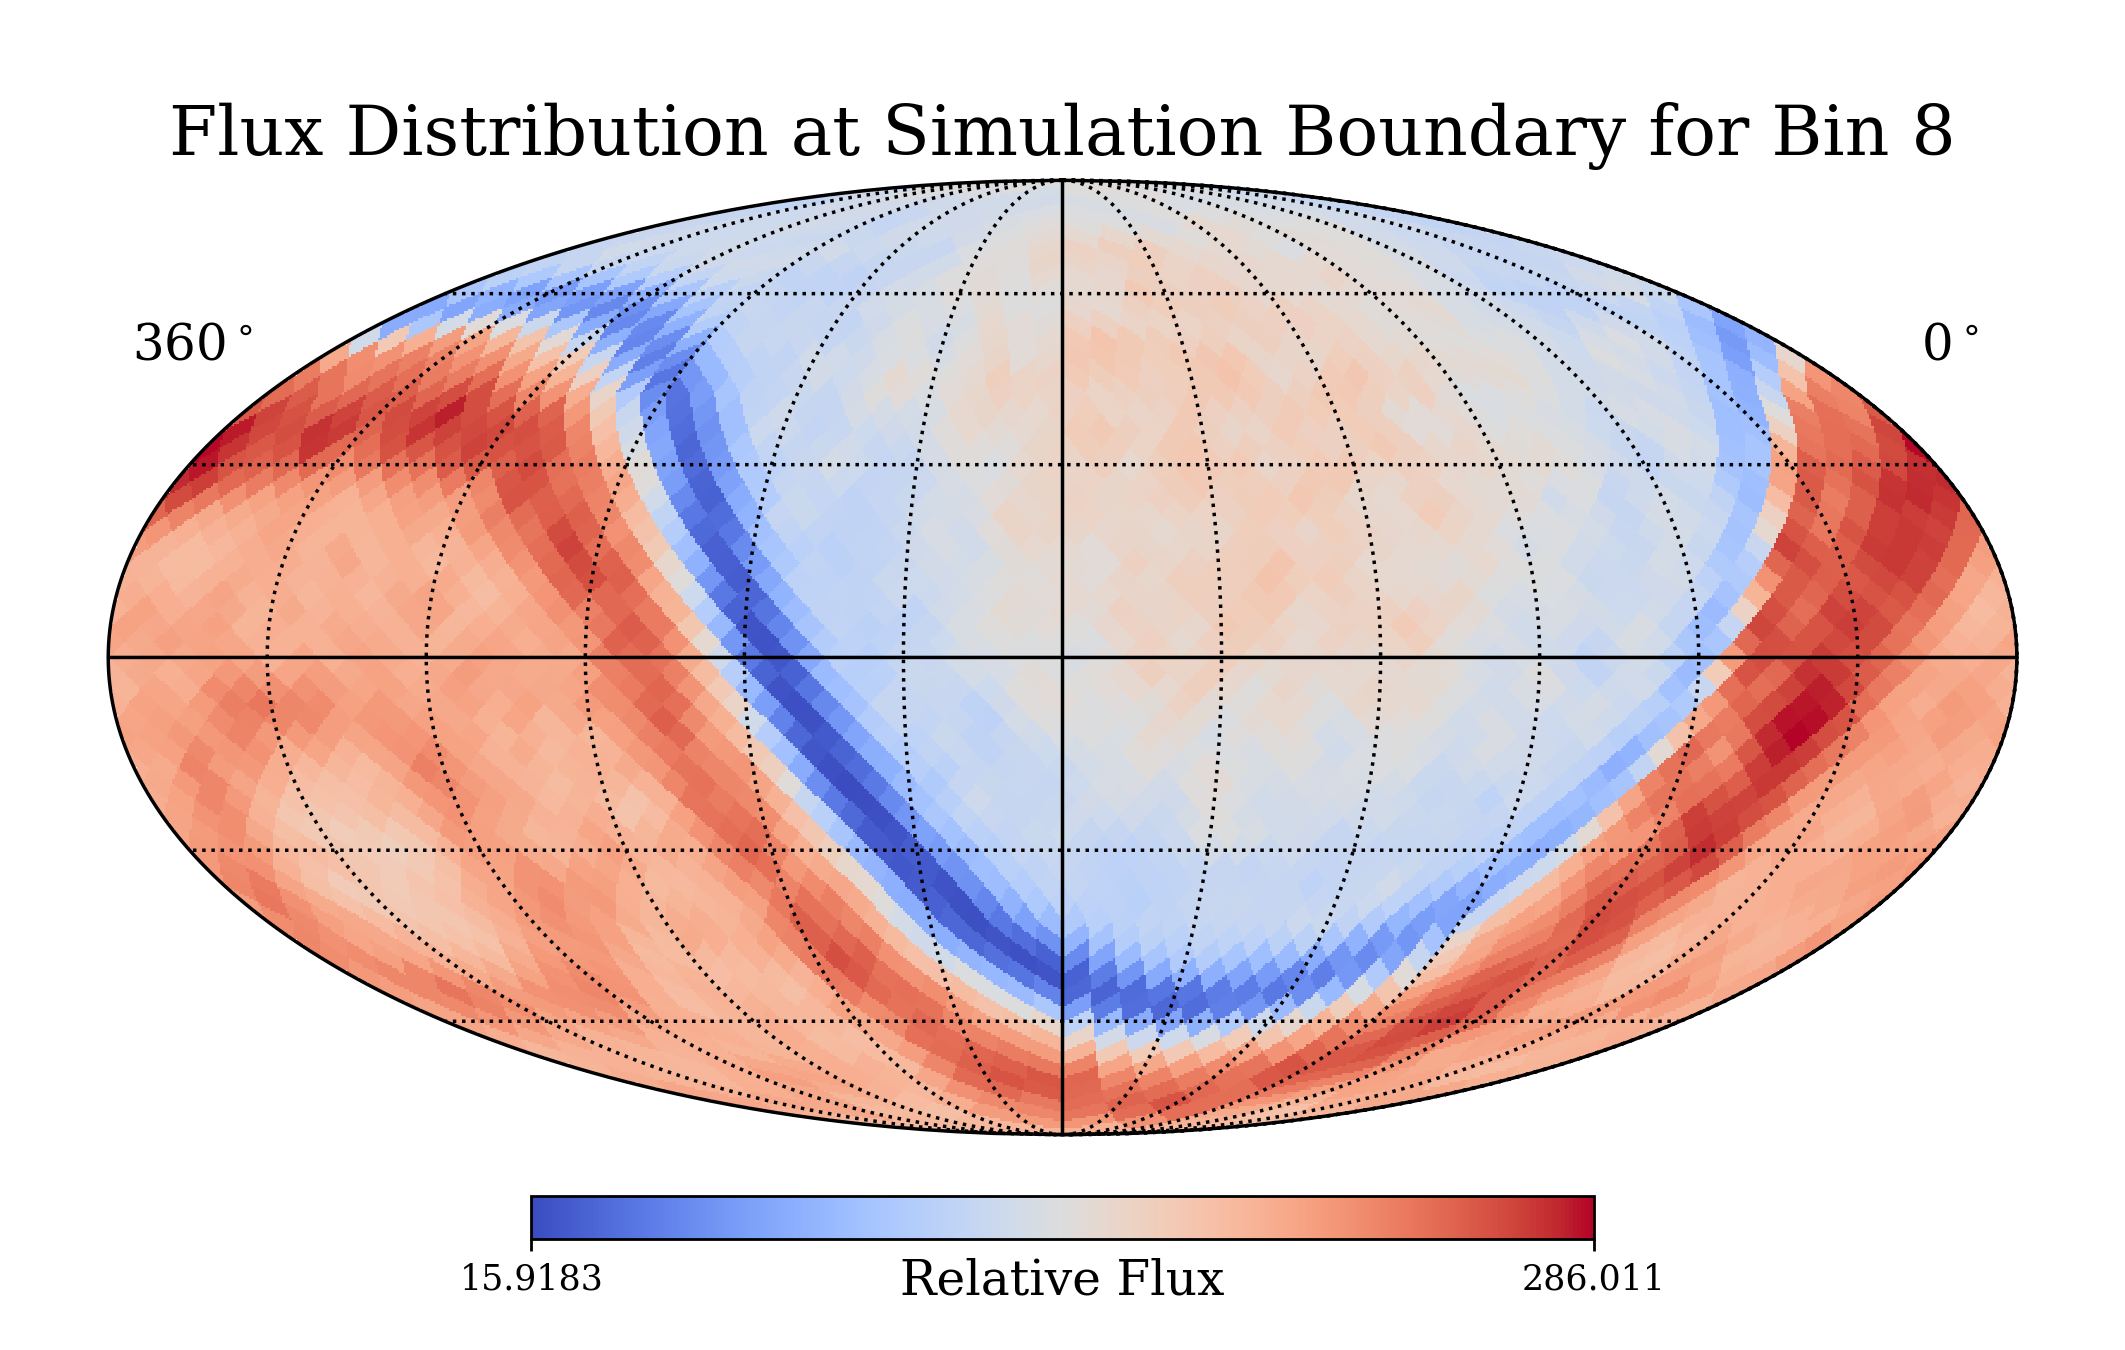 Flux Distribution at Simulation Boundary for Bin 8
360°
0°
15.9183
Relative Flux
286.011